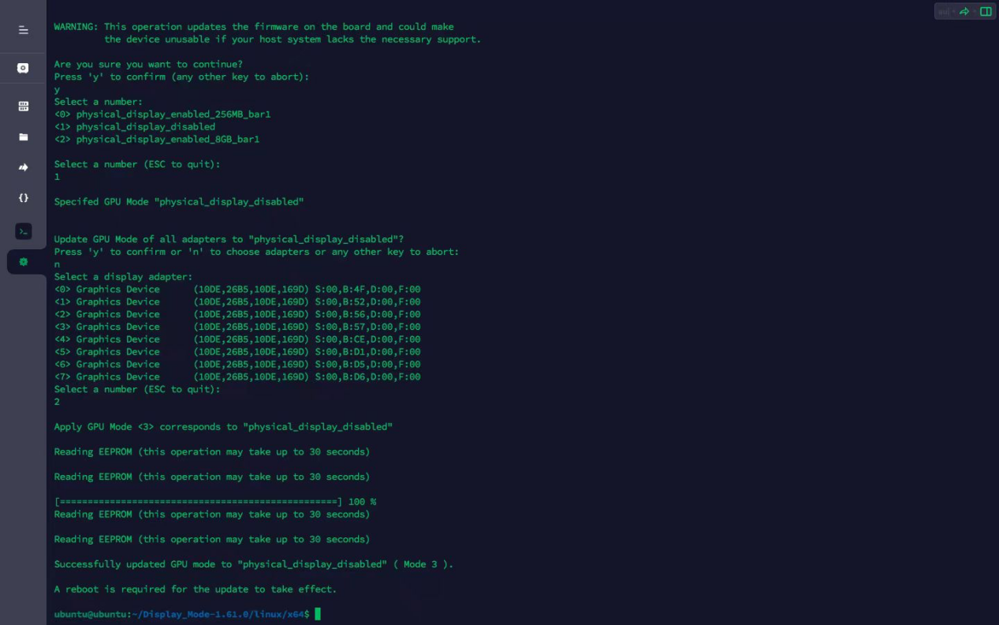 WARNING: This operation updates the firmware on the board and could make
the device unusable if your host system lacks the necessary support.
Are you sure you want to continue?
Press 'y' to confirm (any other key to abort):
y
Select a number:
<0> physical_display_enabled_256MB_bar1
<1> physical_display_disabled
<2> physical_display_enabled_8GB_bar1
Select a number (ESC to quit):
1
Specifed GPU Mode "physical_display_disabled"
Update GPU Mode of all adapters to "physical_display_disabled"?
Press 'y' to confirm or 'n' to choose adapters or any other key to abort:
n
Select a display adapter:
<0> Graphics Device (10DE,26B5,10DE,169D) S:00,B:4F,D:00,F:00
<1> Graphics Device (10DE,26B5,10DE,169D) S:00,B:52,D:00,F:00
<2> Graphics Device (10DE,26B5,10DE,169D) S:00,B:56,D:00,F:00
<3> Graphics Device (10DE,26B5,10DE,169D) S:00,B:57,D:00,F:00
<4> Graphics Device (10DE,26B5,10DE,169D) S:00,B:CE,D:00,F:00
<5> Graphics Device (10DE,26B5,10DE,169D) S:00,B:D1,D:00,F:00
<6> Graphics Device (10DE,26B5,10DE,169D) S:00,B:D5,D:00,F:00
<7> Graphics Device (10DE,26B5,10DE,169D) S:00,B:D6,D:00,F:00
Select a number (ESC to quit):
2
Apply GPU Mode <3> corresponds to "physical_display_disabled"
Reading EEPROM (this operation may take up to 30 seconds)
Reading EEPROM (this operation may take up to 30 seconds)
[==================================================] 100 %
Reading EEPROM (this operation may take up to 30 seconds)
Reading EEPROM (this operation may take up to 30 seconds)
Successfully updated GPU mode to "physical_display_disabled" ( Mode 3 ).
A reboot is required for the update to take effect.
ubuntu@ubuntu:~/Display_Mode-1.61.0/linux/x64$